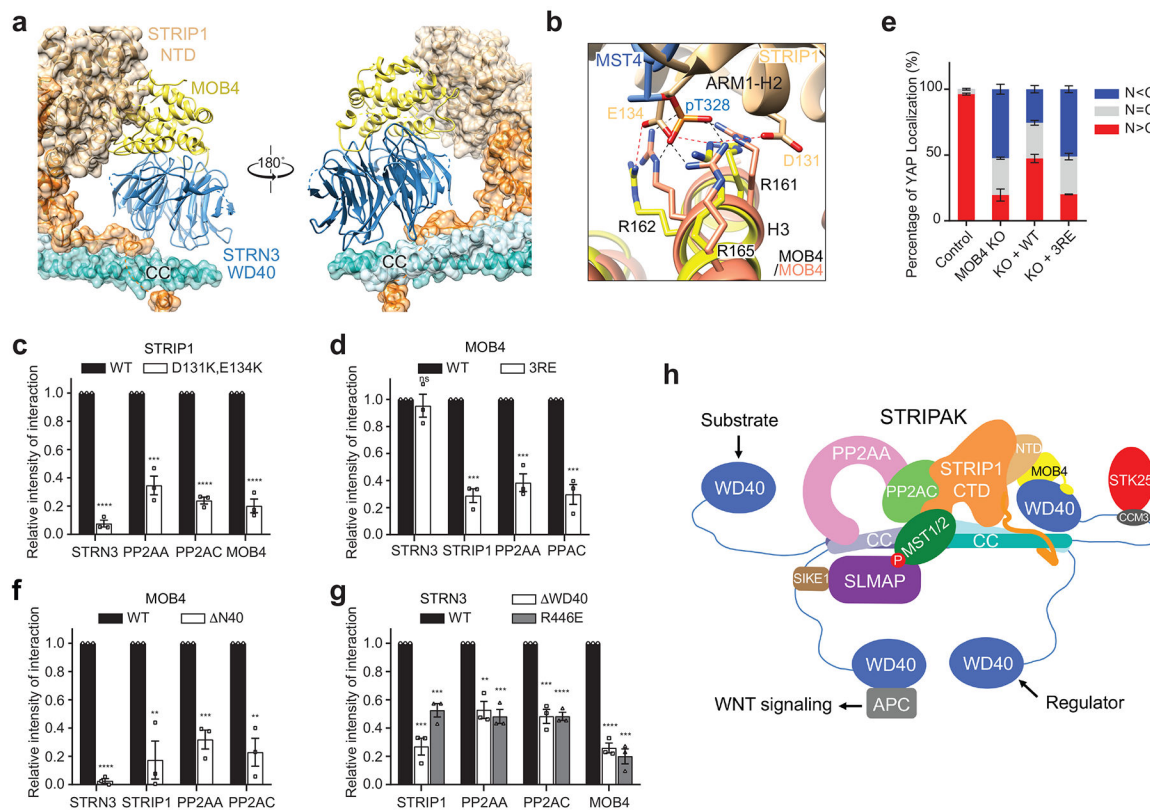 a
STRIP1
NTD
MOB4
180°
STRN3
WD40
CC
CC
b
MST4
STRIP1
ARM1-H2
E134
pT328
D131
R161
R162
H3
R165
MOB4
/MOB4
e
Percentage of YAP Localization (%)
100
50
0
N<C
N=C
N>C
Control
MOB4 KO
KO + WT
KO + 3RE
c
STRIP1
WT
D131K,E134K
Relative intensity of interaction
1.0
0.8
0.6
0.4
0.2
0.0
****
***
****
****
STRN3
PP2AA
PP2AC
MOB4
d
MOB4
WT
3RE
Relative intensity of interaction
1.0
0.8
0.6
0.4
0.2
0.0
ns
***
***
***
STRN3
STRIP1
PP2AA
PPAC
f
MOB4
WT
ΔN40
Relative intensity of interaction
1.0
0.8
0.6
0.4
0.2
0.0
****
**
***
**
STRN3
STRIP1
PP2AA
PP2AC
g
STRN3
WT
ΔWD40
R446E
Relative intensity of interaction
1.0
0.8
0.6
0.4
0.2
0.0
***
***
**
***
***
****
****
***
STRIP1
PP2AA
PP2AC
MOB4
h
STRIPAK
Substrate
WD40
PP2AA
PP2AC
STRIP1
CTD
NTD
MOB4
WD40
STK25
CCM3
CC
MST1/2
CC
P
SIKE1
SLMAP
WD40
WD40
APC
WNT signaling
Regulator